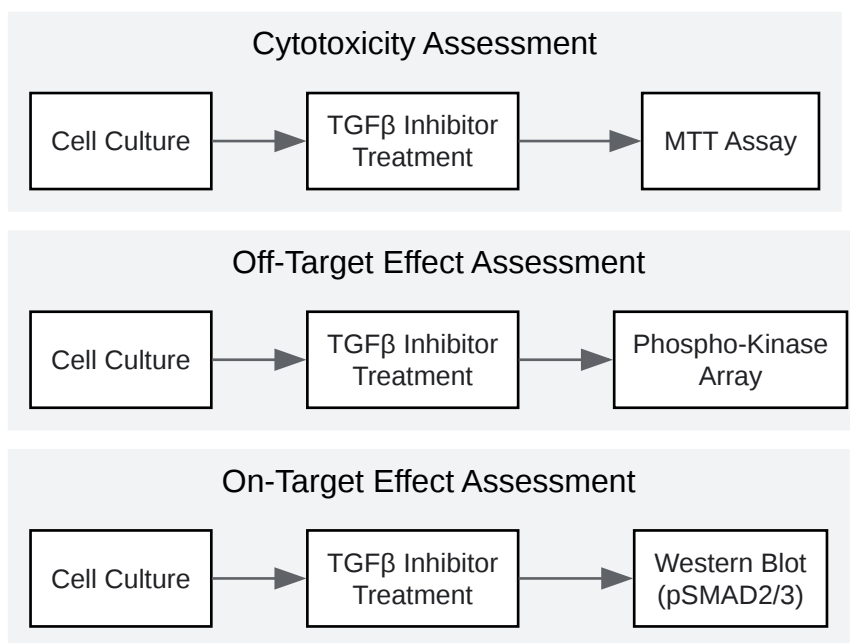 Cytotoxicity Assessment
Cell Culture
TGFβ Inhibitor
Treatment
MTT Assay
Off-Target Effect Assessment
Cell Culture
TGFβ Inhibitor
Treatment
Phospho-Kinase
Array
On-Target Effect Assessment
Cell Culture
TGFβ Inhibitor
Treatment
Western Blot
(pSMAD2/3)